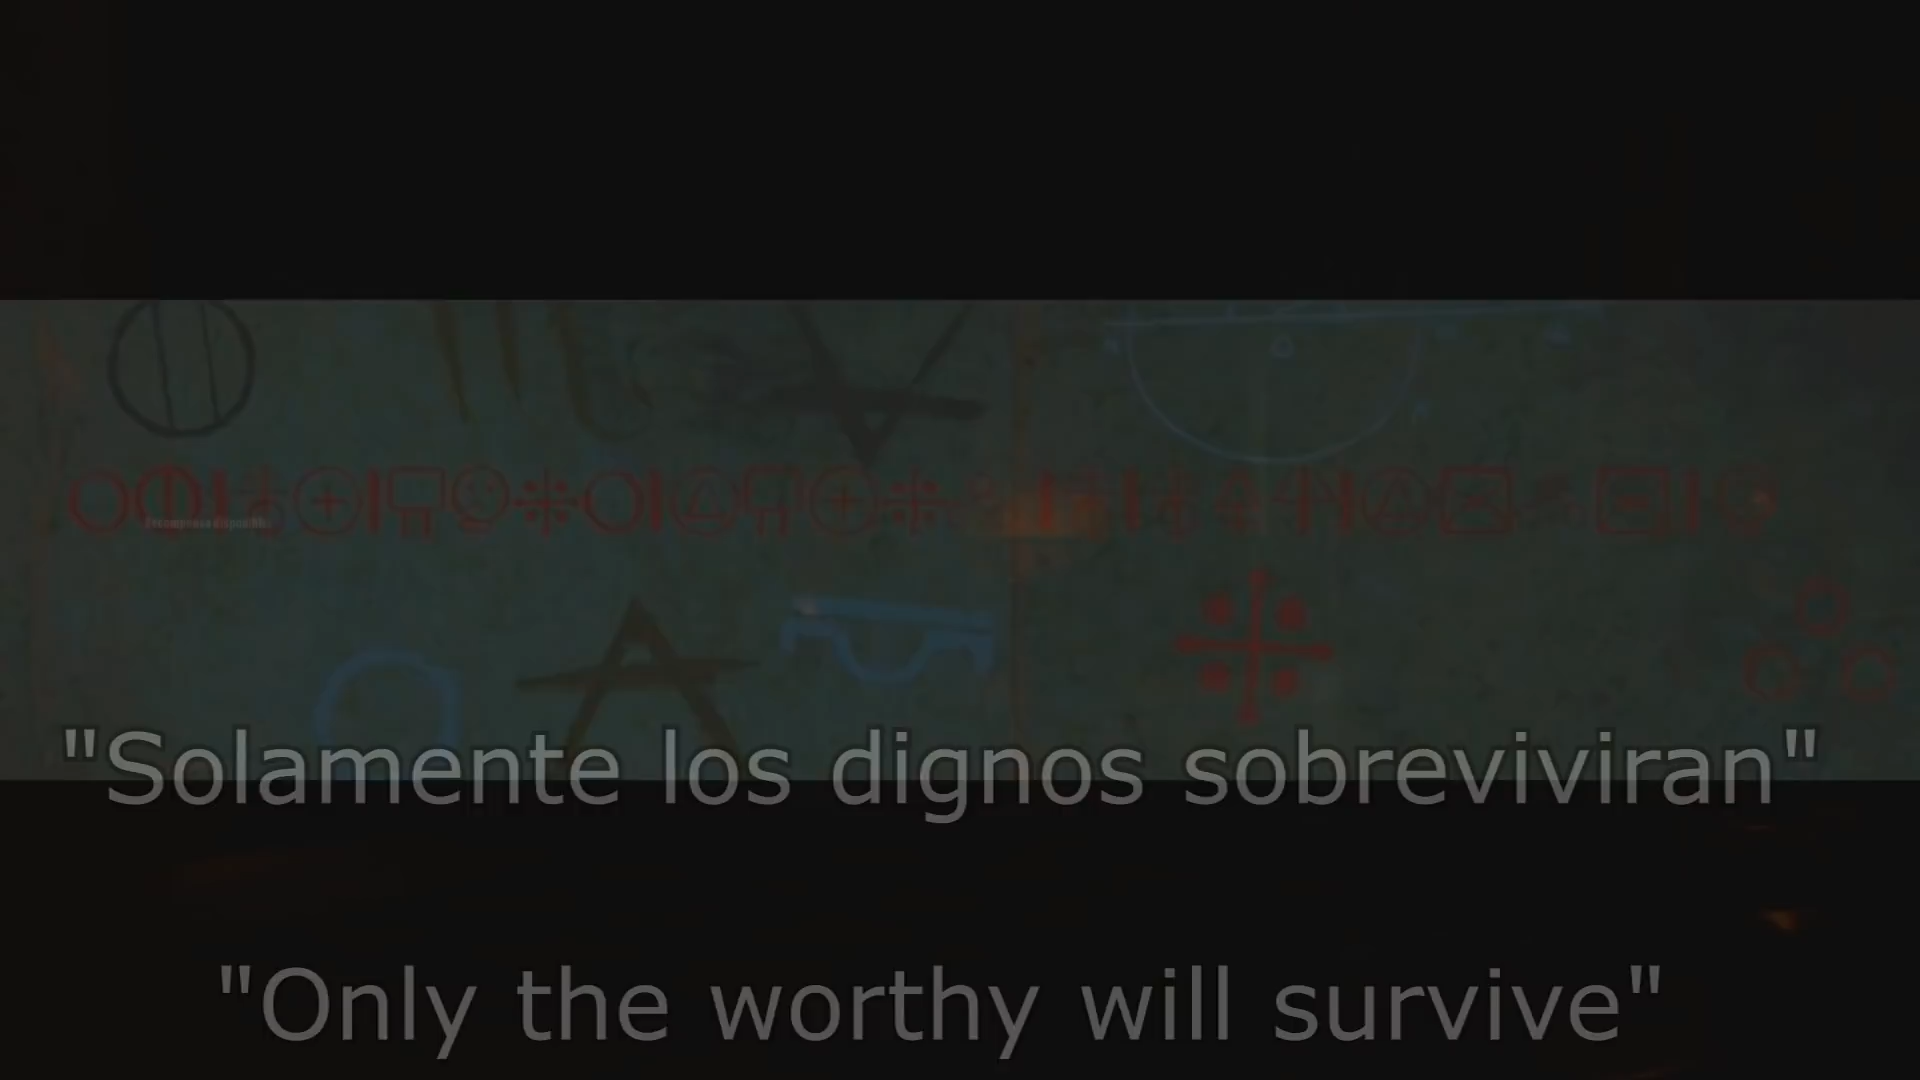 "Solamente los dignos sobreviviran"
"Only the worthy will survive"